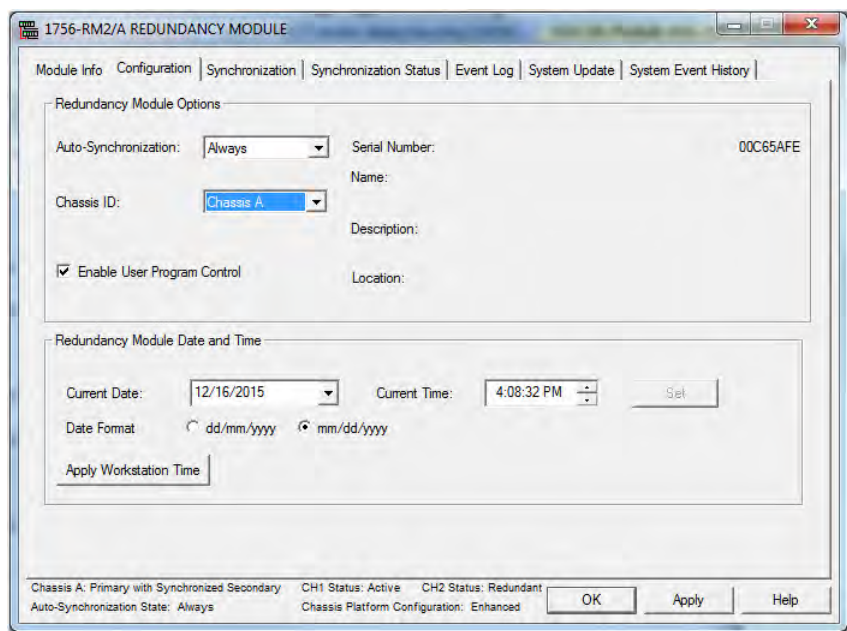 1756-RM2/A REDUNDANCY MODULE
Module Info Configuration Synchronization Synchronization Status Event Log System Update System Event History
Redundancy Module Options
Auto-Synchronization: Always Serial Number: 00C65AFE
Name:
Chassis ID: Chassis A
Description:
Enable User Program Control
Location:
Redundancy Module Date and Time
Current Date: 12/16/2015 Current Time: 4:08:32 PM Set
Date Format dd/mm/yyyy mm/dd/yyyy
Apply Workstation Time
Chassis A: Primary with Synchronized Secondary CH1 Status: Active CH2 Status: Redundant
Auto-Synchronization State: Always Chassis Platform Configuration: Enhanced
OK Apply Help